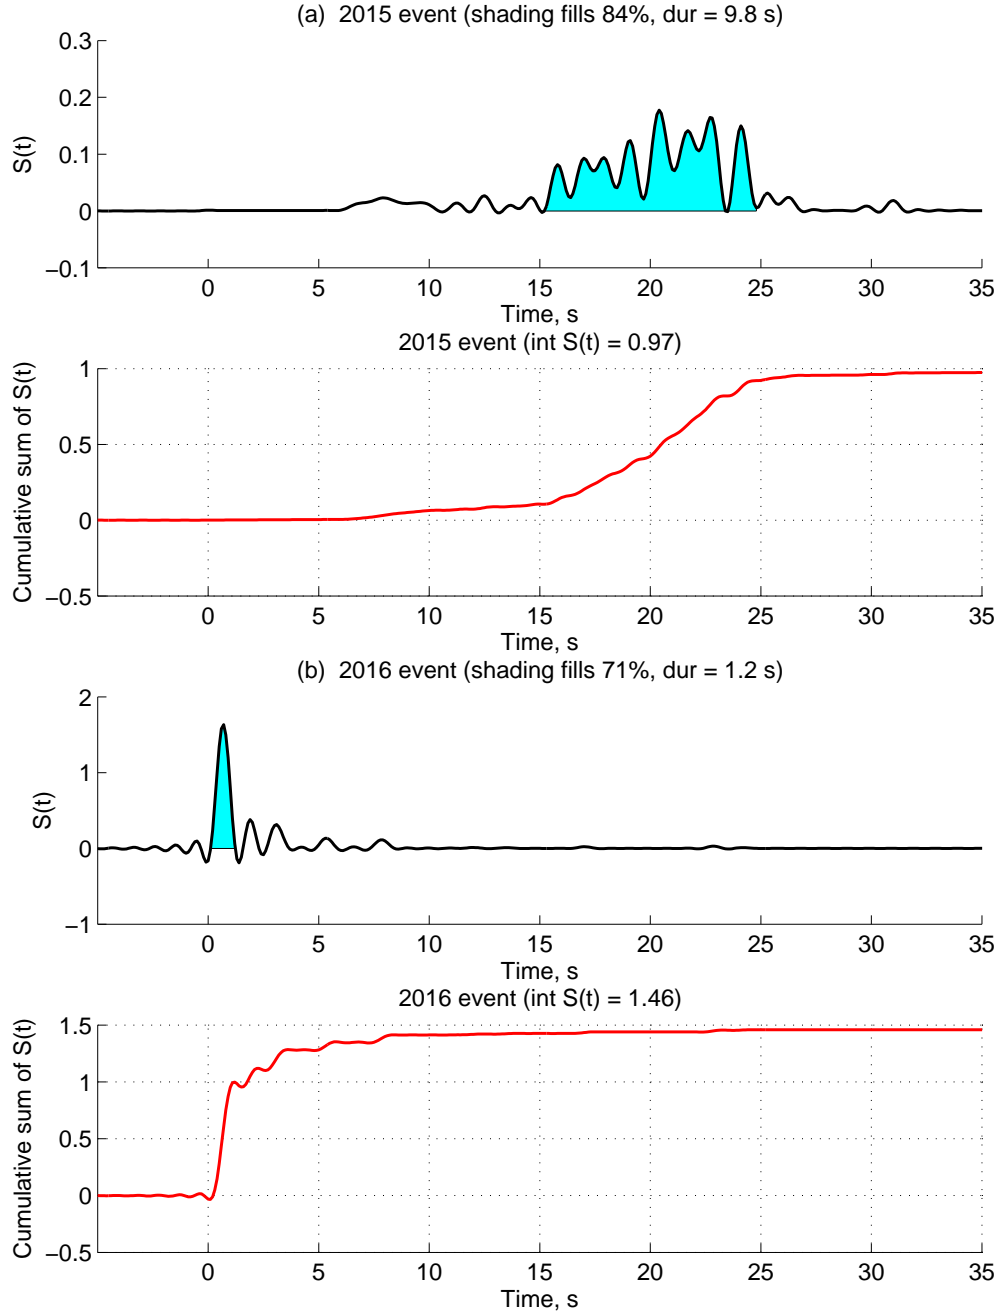 (a)  2015 event (shading fills 84%, dur = 9.8 s)
0.3
0.2
0.1
0
−0.1
S(t)
0 5 10 15 20 25 30 35
Time, s
2015 event (int S(t) = 0.97)
1
0.5
0
−0.5
Cumulative sum of S(t)
0 5 10 15 20 25 30 35
Time, s
(b)  2016 event (shading fills 71%, dur = 1.2 s)
2
1
0
−1
S(t)
0 5 10 15 20 25 30 35
Time, s
2016 event (int S(t) = 1.46)
1.5
1
0.5
0
−0.5
Cumulative sum of S(t)
0 5 10 15 20 25 30 35
Time, s